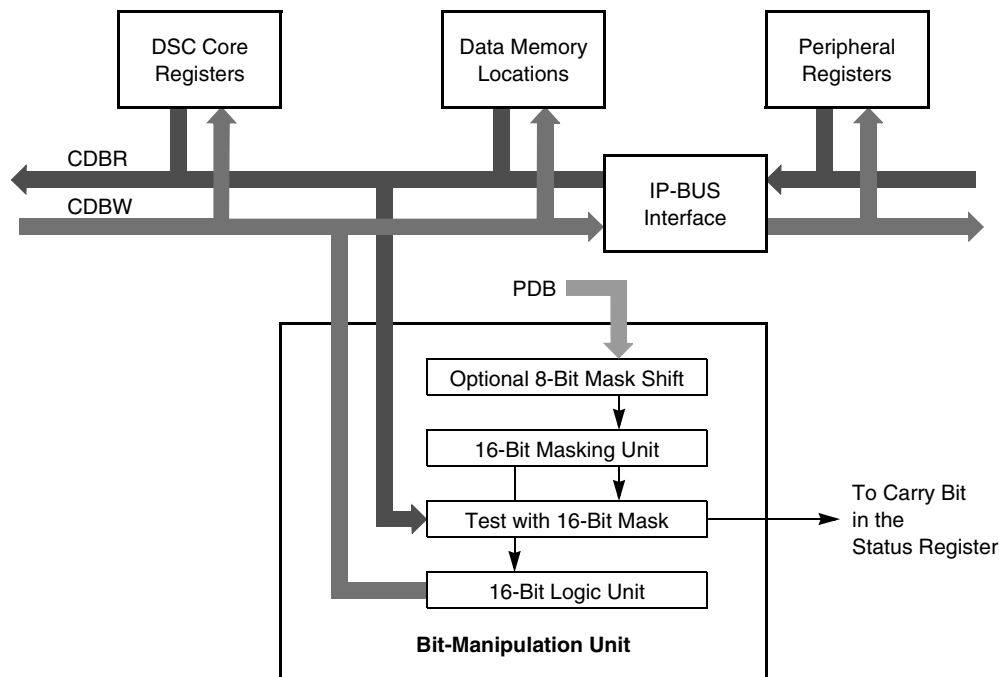 DSC Core
Registers
Data Memory
Locations
Peripheral
Registers
CDBR
CDBW
IP-BUS
Interface
PDB
Optional 8-Bit Mask Shift
16-Bit Masking Unit
Test with 16-Bit Mask
To Carry Bit
in the
Status Register
16-Bit Logic Unit
Bit-Manipulation Unit